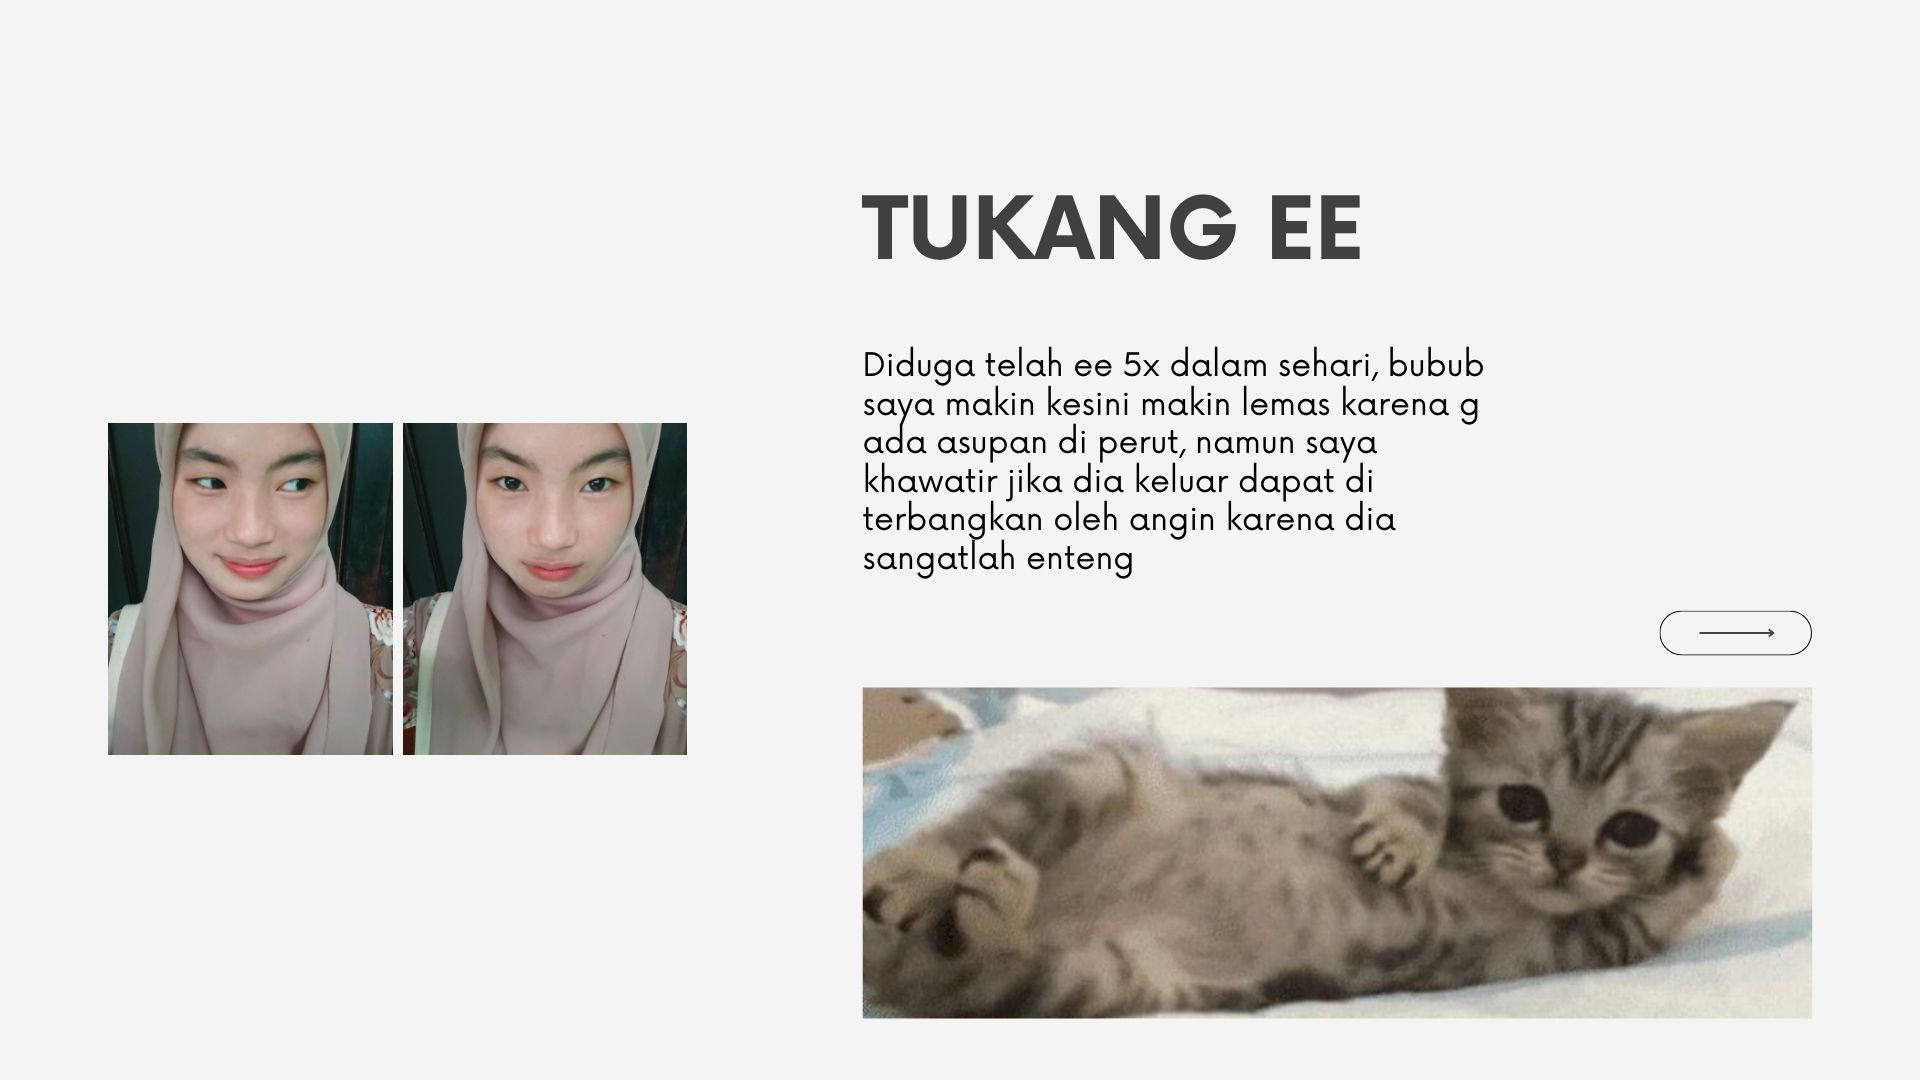 TUKANG EE
Diduga telah ee 5x dalam sehari, bubub
saya makin kesini makin lemas karena g
ada asupan di perut, namun saya
khawatir jika dia keluar dapat di
terbangkan oleh angin karena dia
sangatlah enteng